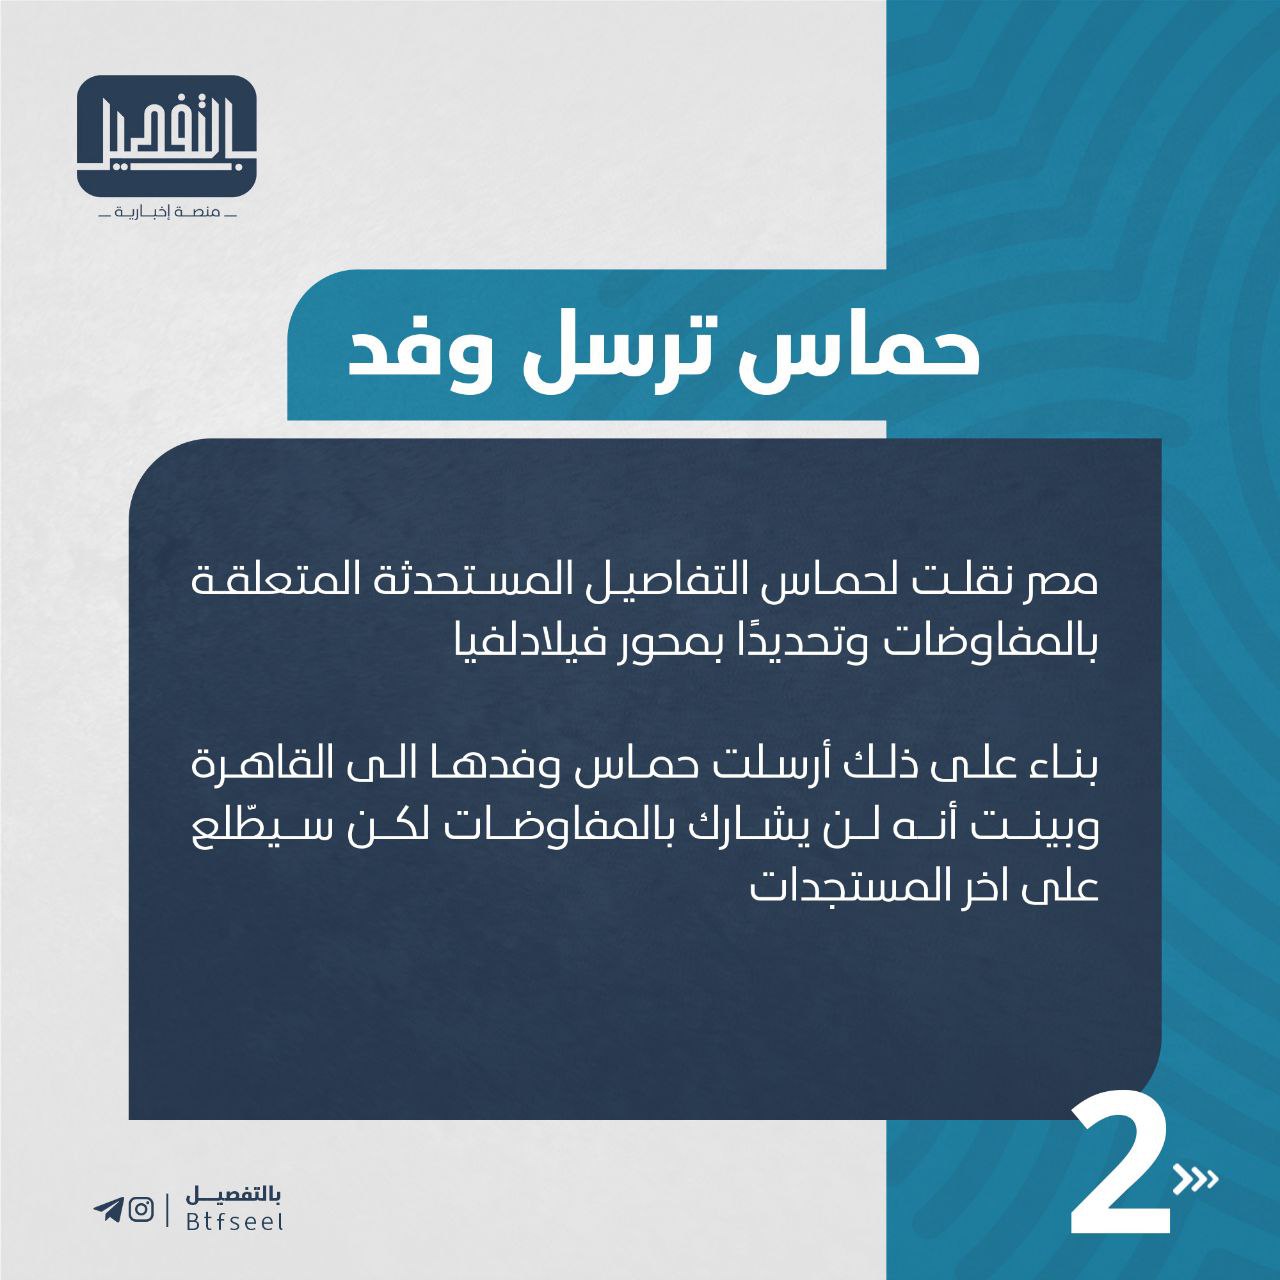 بالتفصيل
منصة إخبارية
حماس ترسل وفد
مصر نقلت لحماس التفاصيل المستحدثة المتعلقة
بالمفاوضات وتحديدًا بمحور فيلادلفيا
بناء على ذلك أرسلت حماس وفدها الى القاهرة
وبينت أنه لن يشارك بالمفاوضات لكن سيطّلع
على اخر المستجدات
2
بالتفصيل
Btfseel